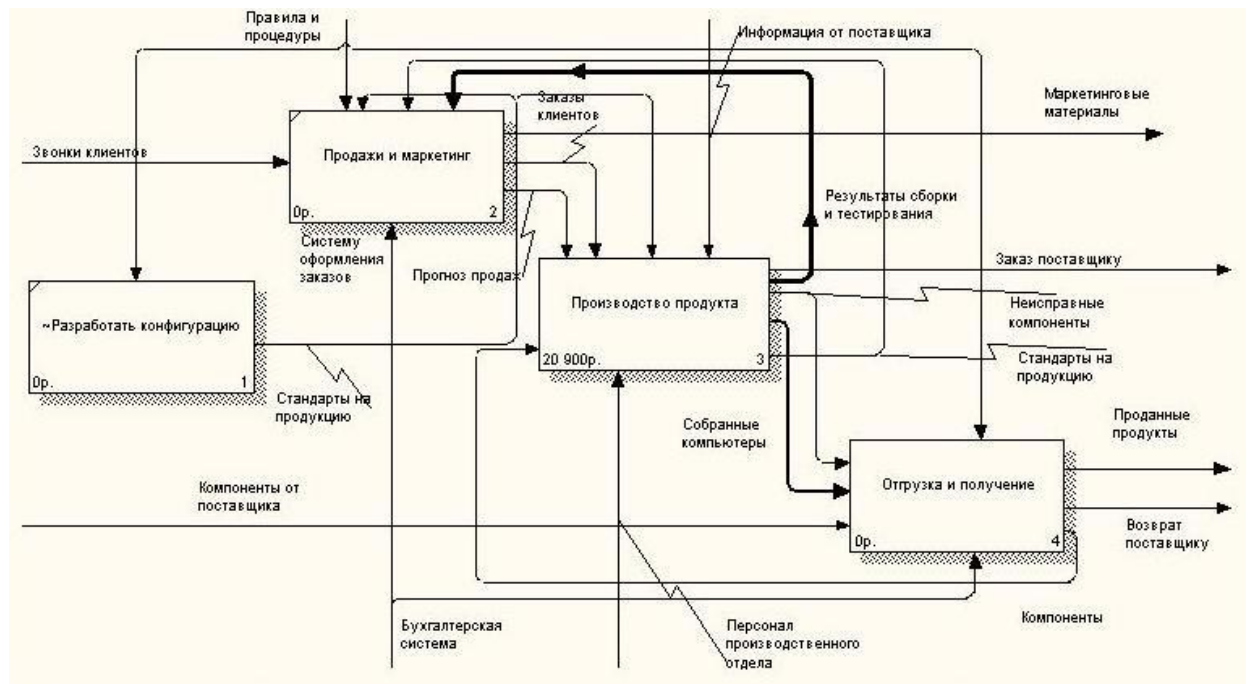 Правила и
процедуры
Информация от поставщика
Заказы
клиентов
Маркетинговые
материалы
Звонки клиентов
Продажи и маркетинг
0р.
2
Результаты сборки
и тестирования
Систему
оформления
заказов
Прогноз продаж
Заказ поставщику
~Разработать конфигурацию
0р.
1
Производство продукта
20 900р.
3
Неисправные
компоненты
Стандарты на
продукцию
Стандарты на
продукцию
Собранные
компьютеры
Проданные
продукты
Компоненты от
поставщика
Отгрузка и получение
0р.
4
Возврат
поставщику
Бухгалтерская
система
Персонал
производственного
отдела
Компоненты